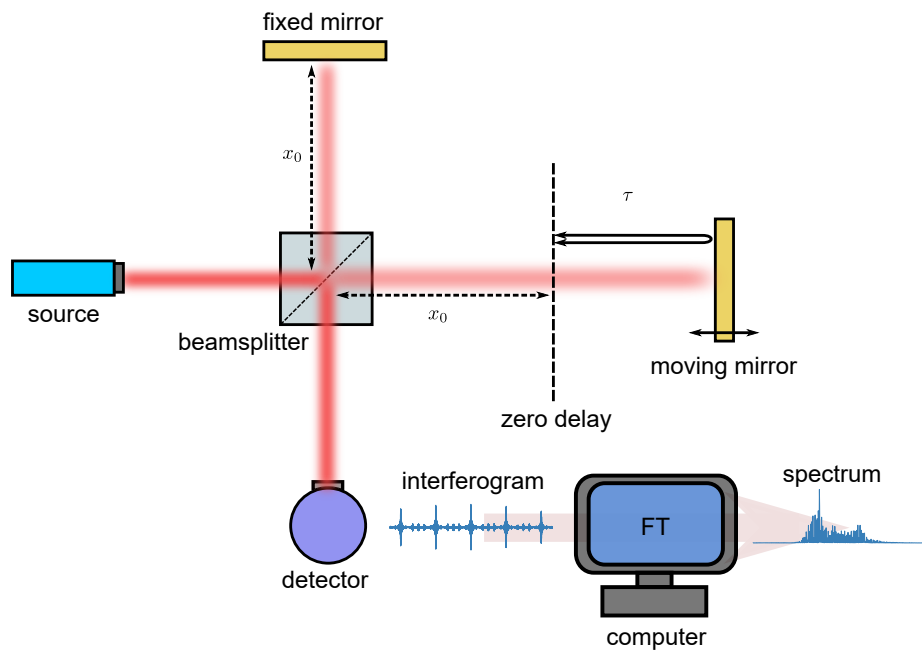 fixed mirror
x₀
τ
source
x₀
beamsplitter
moving mirror
zero delay
interferogram
spectrum
FT
detector
computer